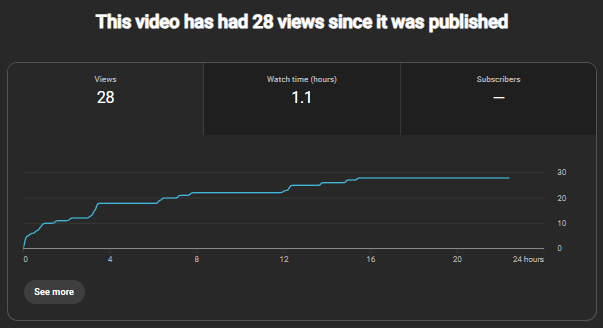 This video has had 28 views since it was published
Views
28
Watch time (hours)
1.1
Subscribers
—
30
20
10
0
0 4 8 12 16 20 24 hours
See more